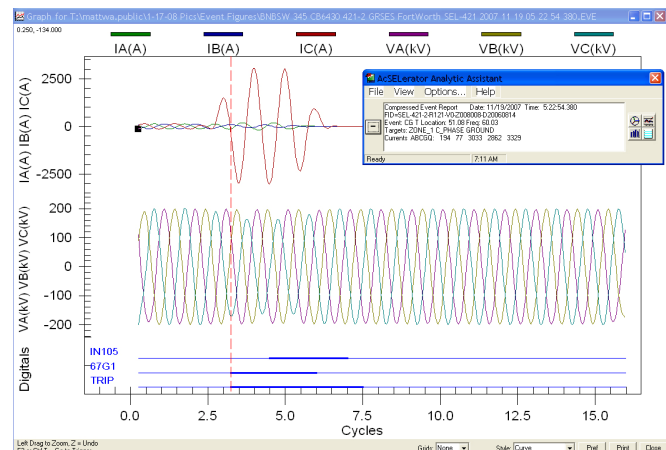 Graph for T:\mattwa.public\1-17-08 Pics\Event Figures\BNBSW 345 CB6430 421-2 GRSES FortWorth SEL-421 2007 11.19 05 22 54 380.EVE
0.250, -134.000
IA(A) IB(A) IC(A) VA(kV) VB(kV) VC(kV)
IA(A) IB(A) IC(A)
2500
0
-2500
AcSELerator Analytic Assistant
File View Options... Help
Compressed Event Report Date: 11/19/2007 Time: 5:22:54.380
FID=SEL-421-2-R121-V0-Z008008-D20060814
Event: CG T Location: 51.08 Freq: 60.03
Targets: ZONE_1 C_PHASE GROUND
Currents ABCGQ: 194 77 3033 2862 3329
Ready 7:11 AM
VA(kV) VB(kV) VC(kV)
200
100
0
-100
-200
Digitals
IN105
67G1
TRIP
0.0 2.5 5.0 7.5 10.0 12.5 15.0
Cycles
Left Drag to Zoom, Z = Undo
Grid: None Style: Curve Pref Print Close